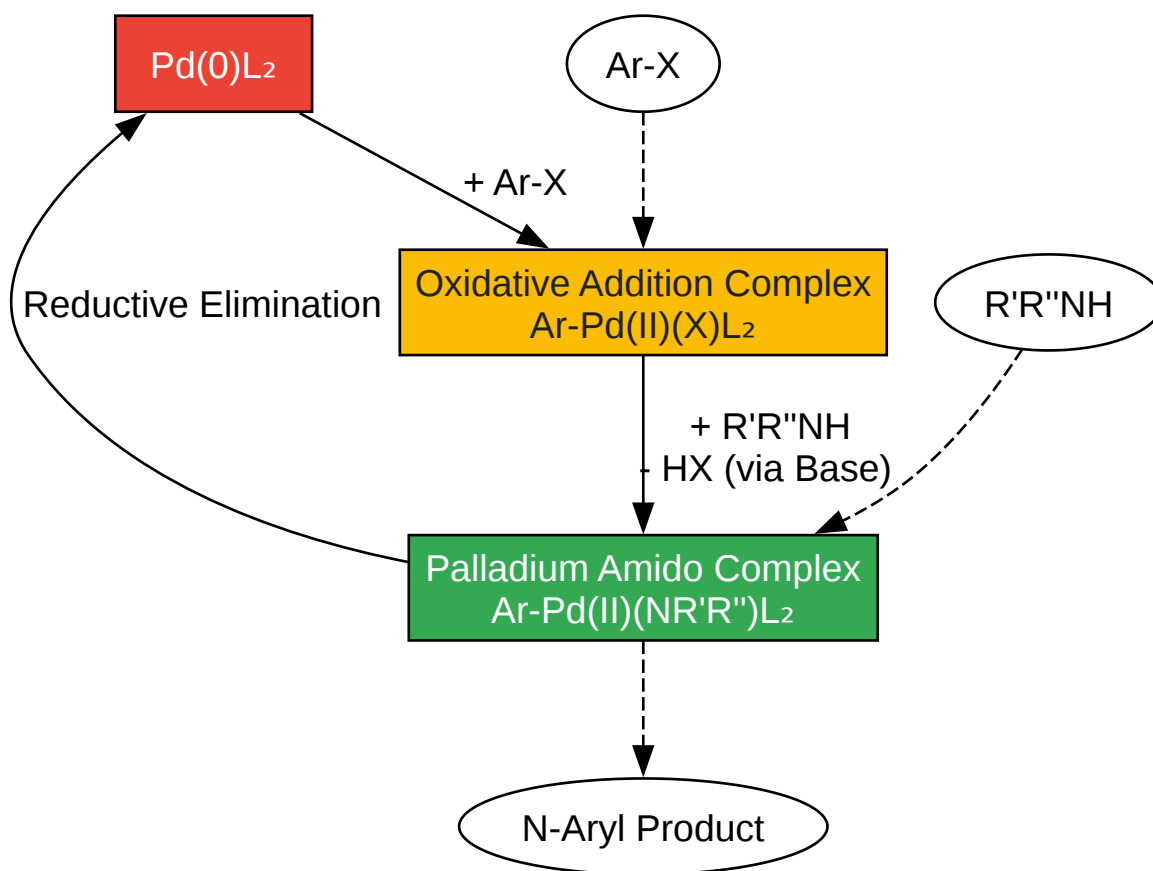 Pd(0)L₂
Ar-X
+ Ar-X
Oxidative Addition Complex
Ar-Pd(II)(X)L₂
R'R''NH
Reductive Elimination
+ R'R''NH
- HX (via Base)
Palladium Amido Complex
Ar-Pd(II)(NR'R'')L₂
N-Aryl Product